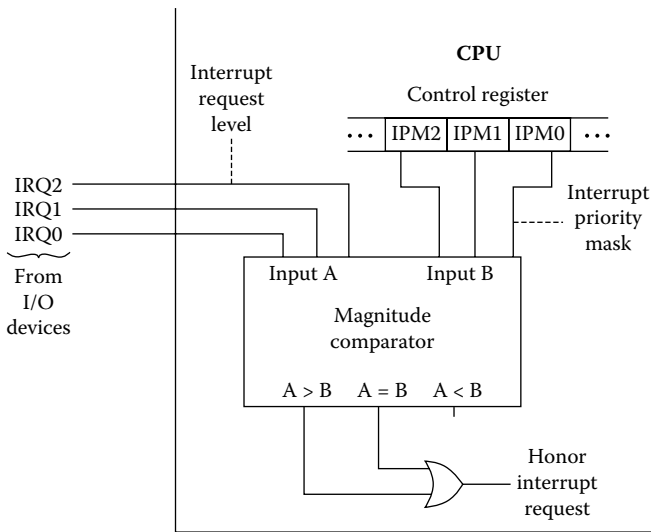 CPU
Interrupt
request
level
Control register
••• IPM2 IPM1 IPM0 •••
IRQ2
IRQ1
IRQ0
Interrupt
priority
mask
From
I/O
devices
Input A Input B
Magnitude
comparator
A > B A = B A < B
Honor
interrupt
request